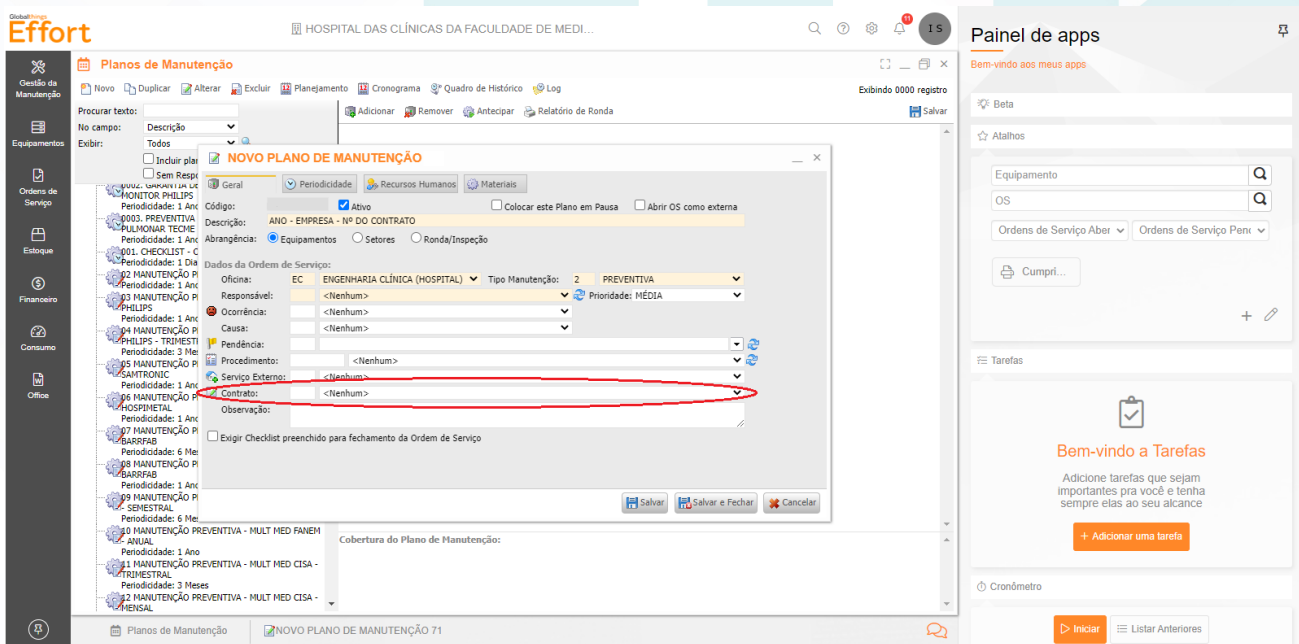 Globalthings
Effort
HOSPITAL DAS CLÍNICAS DA FACULDADE DE MEDI...
11
I S
Gestão da
Manutenção
Equipamentos
Ordens de
Serviço
Estoque
Financeiro
Consumo
Office
Planos de Manutenção
Novo Duplicar Alterar Excluir Planejamento Cronograma Quadro de Histórico Log
Exibindo 0000 registro
Procurar texto:
No campo: Descrição
Exibir: Todos
Incluir plan
Sem Resp
Adicionar Remover Antecipar Relatório de Ronda
Salvar
0002. GARANTIA DE
MONITOR PHILIPS
Periodicidade: 1 Ano
0003. PREVENTIVA
PULMONAR TECME
Periodicidade: 1 Ano
001. CHECKLIST - C
Periodicidade: 1 Dia
02 MANUTENÇÃO P
Periodicidade: 1 Ano
03 MANUTENÇÃO P
PHILIPS
Periodicidade: 1 Ano
04 MANUTENÇÃO P
PHILIPS - TRIMEST
Periodicidade: 3 Me
05 MANUTENÇÃO P
SAMTRONIC
Periodicidade: 1 Ano
06 MANUTENÇÃO P
HOSPIMETAL
Periodicidade: 1 Ano
07 MANUTENÇÃO P
BARRFAB
Periodicidade: 6 Me
08 MANUTENÇÃO P
BARRFAB
Periodicidade: 1 Ano
09 MANUTENÇÃO P
- SEMESTRAL
Periodicidade: 6 Me
10 MANUTENÇÃO PREVENTIVA - MULT MED FANEM
- ANUAL
Periodicidade: 1 Ano
11 MANUTENÇÃO PREVENTIVA - MULT MED CISA -
TRIMESTRAL
Periodicidade: 3 Meses
12 MANUTENÇÃO PREVENTIVA - MULT MED CISA -
MENSAL
NOVO PLANO DE MANUTENÇÃO
Geral Periodicidade Recursos Humanos Materiais
Código: Ativo Colocar este Plano em Pausa Abrir OS como externa
Descrição: ANO - EMPRESA - Nº DO CONTRATO
Abrangência: Equipamentos Setores Ronda/Inspeção
Dados da Ordem de Serviço:
Oficina: EC ENGENHARIA CLÍNICA (HOSPITAL) Tipo Manutenção: 2 PREVENTIVA
Responsável: <Nenhum> Prioridade: MÉDIA
Ocorrência: <Nenhum>
Causa: <Nenhum>
Pendência:
Procedimento: <Nenhum>
Serviço Externo: <Nenhum>
Contrato: <Nenhum>
Observação:
Exigir Checklist preenchido para fechamento da Ordem de Serviço
Salvar Salvar e Fechar Cancelar
Cobertura do Plano de Manutenção:
Planos de Manutenção NOVO PLANO DE MANUTENÇÃO 71
Painel de apps
Bem-vindo aos meus apps
Beta
Atalhos
Equipamento
OS
Ordens de Serviço Aber Ordens de Serviço Pend
Cumpri...
Tarefas
Bem-vindo a Tarefas
Adicione tarefas que sejam
importantes pra você e tenha
sempre elas ao seu alcance
+ Adicionar uma tarefa
Cronômetro
Iniciar Listar Anteriores